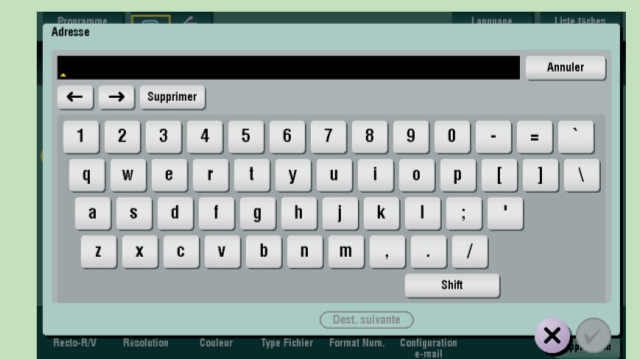 Programme Language Liste tâches
Adresse
Annuler
← → Supprimer
1 2 3 4 5 6 7 8 9 0 - = `
q w e r t y u i o p [ ] \
a s d f g h j k l ; '
z x c v b n m , . /
Shift
Dest. suivante
Recto-R/V Résolution Couleur Type Fichier Format Num. Configuration
e-mail